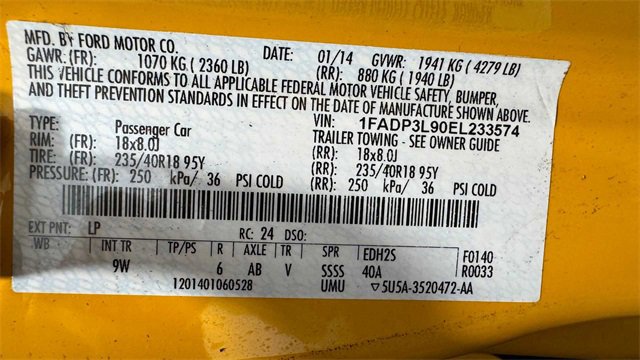 MFD. BY FORD MOTOR CO.
DATE: 01/14 GVWR: 1941 KG ( 4279 LB)
GAWR: (FR): 1070 KG ( 2360 LB) (RR): 880 KG ( 1940 LB)
THIS VEHICLE CONFORMS TO ALL APPLICABLE FEDERAL MOTOR VEHICLE SAFETY, BUMPER,
AND THEFT PREVENTION STANDARDS IN EFFECT ON THE DATE OF MANUFACTURE SHOWN ABOVE.
VIN: 1FADP3L90EL233574
TYPE: Passenger Car TRAILER TOWING - SEE OWNER GUIDE
RIM: (FR): 18x8.0J (RR): 18x8.0J
TIRE: (FR): 235/40R18 95Y (RR): 235/40R18 95Y
PRESSURE: (FR): 250 kPa/ 36 PSI COLD (RR): 250 kPa/ 36 PSI COLD
EXT PNT: LP RC: 24 DSO:
WB INT TR TP/PS R AXLE TR SPR EDH2S F0140
9W 6 AB V SSSS 40A R0033
1201401060528 UMU ▽5U5A-3520472-AA